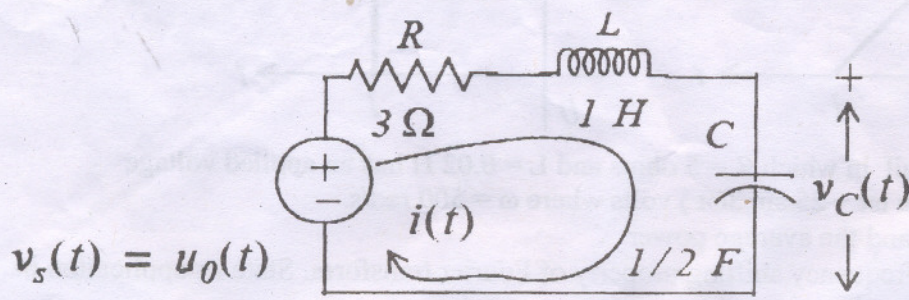 R L
3 Ω 1 H
C
+
+
−
v_C(t)
i(t)
v_s(t) = u_0(t)
1/2 F
−